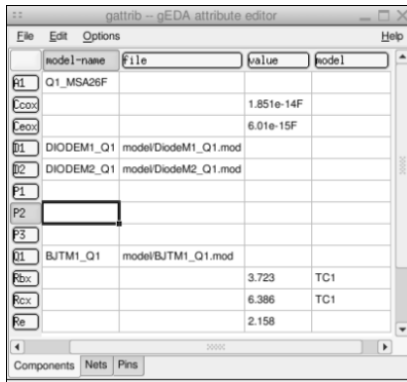 gattrib -- gEDA attribute editor
File Edit Options Help
model-name file value model
A1 Q1_MSA26F
Ccox 1.851e-14F
Ceox 6.01e-15F
D1 DIODEM1_Q1 model/DiodeM1_Q1.mod
D2 DIODEM2_Q1 model/DiodeM2_Q1.mod
P1
P2
P3
Q1 BJTM1_Q1 model/BJTM1_Q1.mod
Rbx 3.723 TC1
Rcx 6.386 TC1
Re 2.158
Components Nets Pins